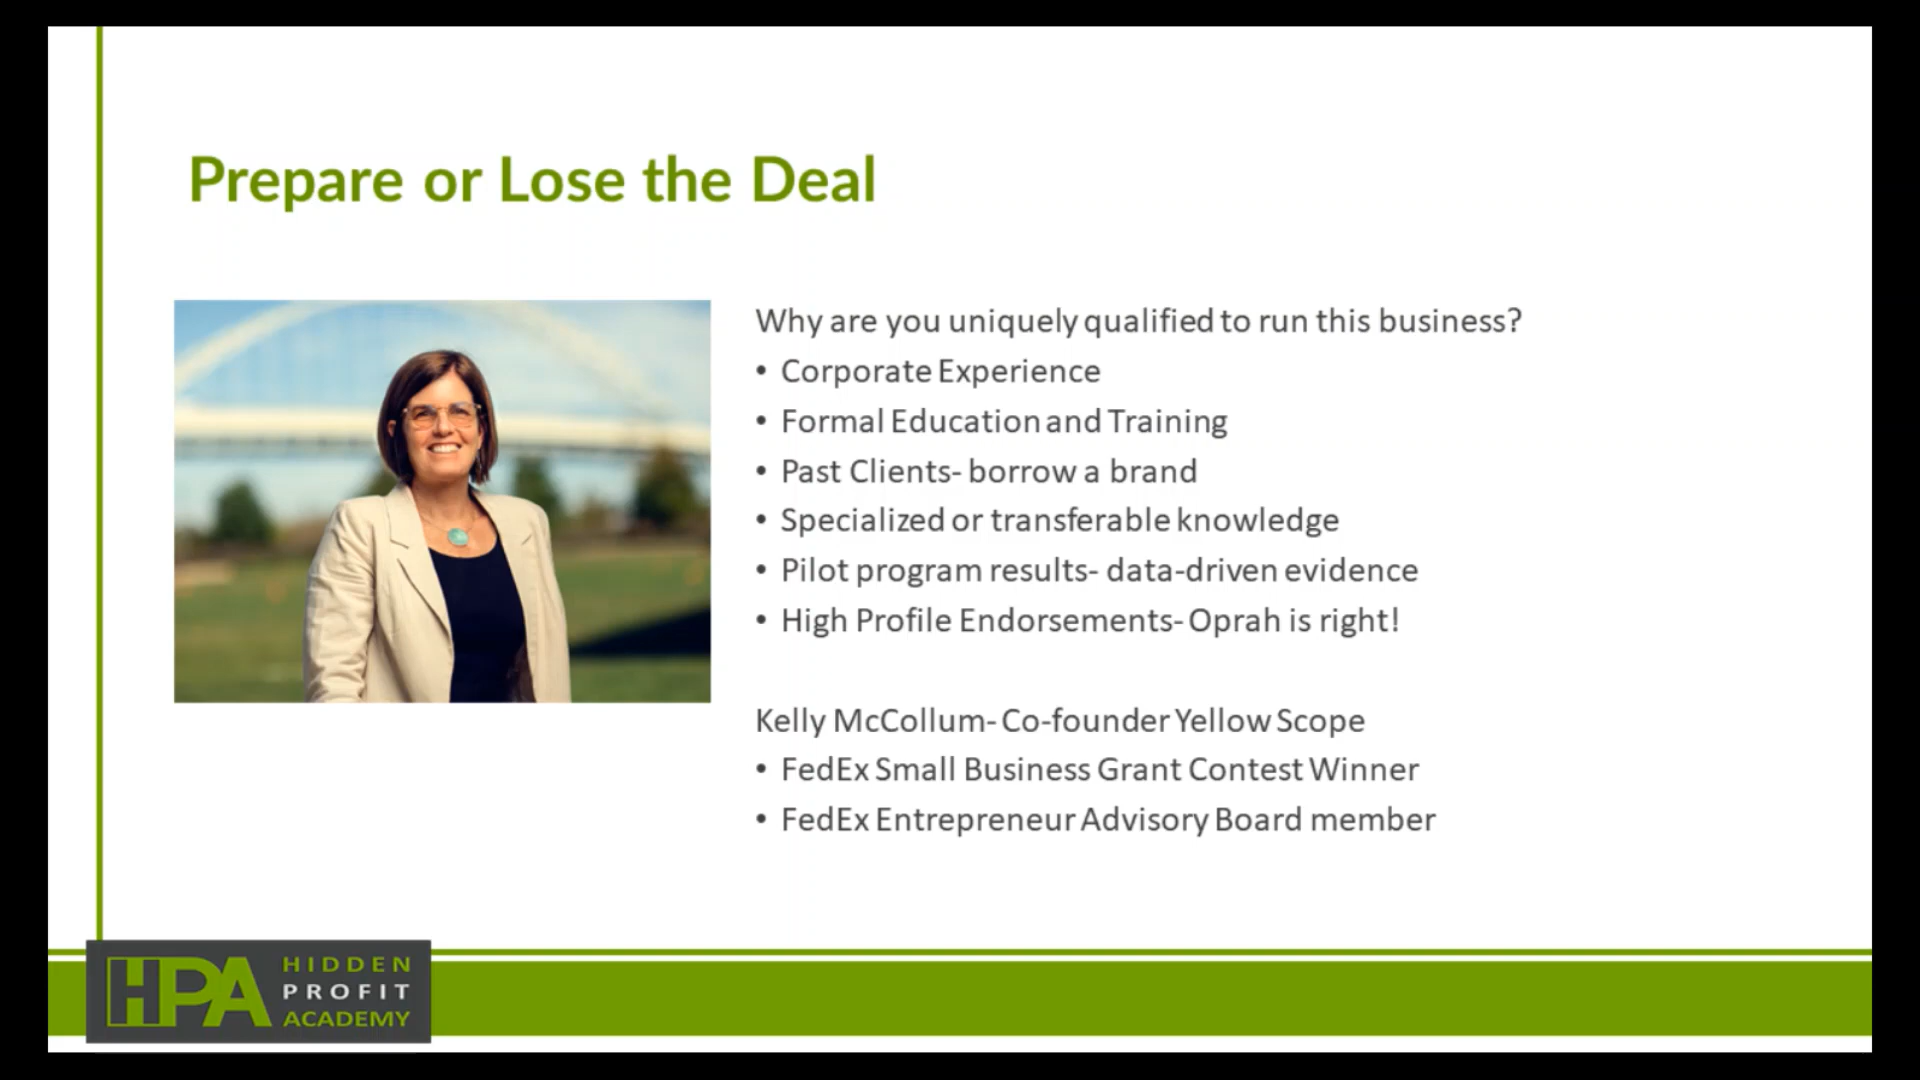 Prepare or Lose the Deal
Why are you uniquely qualified to run this business?
• Corporate Experience
• Formal Education and Training
• Past Clients- borrow a brand
• Specialized or transferable knowledge
• Pilot program results- data-driven evidence
• High Profile Endorsements- Oprah is right!
Kelly McCollum- Co-founder Yellow Scope
• FedEx Small Business Grant Contest Winner
• FedEx Entrepreneur Advisory Board member
HPA
HIDDEN
PROFIT
ACADEMY